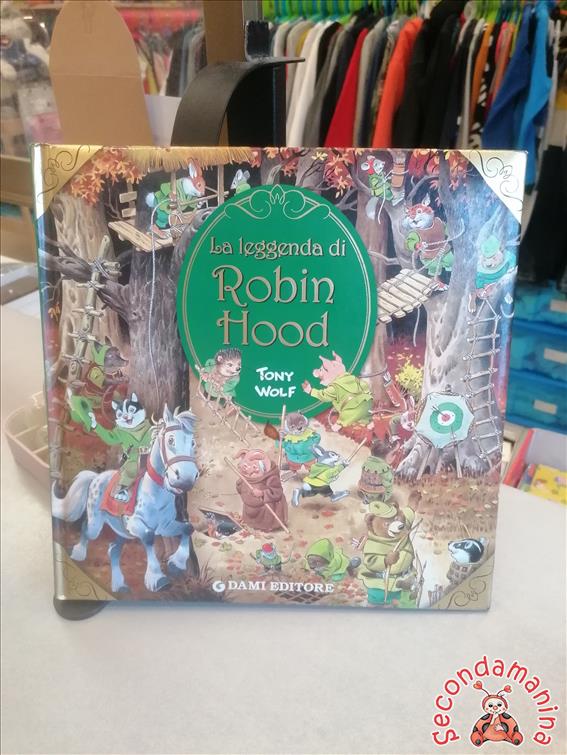 La leggenda di
Robin
Hood
TONY
WOLF
DAMI EDITORE
Secondamanina